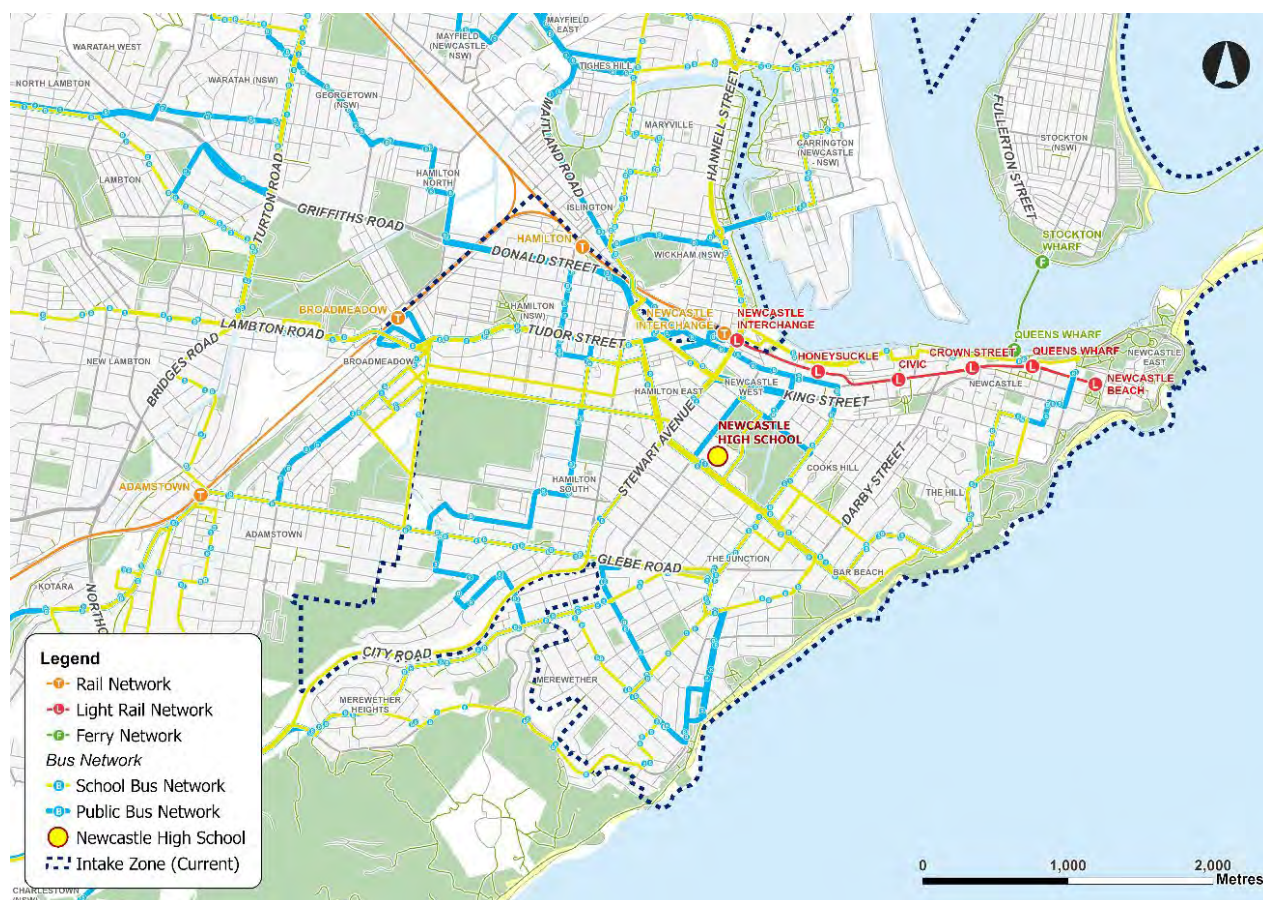 MAYFIELD
EAST
MAYFIELD
(NEWCASTLE-
NSW)
WARATAH WEST
TIGHES HILL
NORTH LAMBTON
WARATAH (NSW)
GEORGETOWN
(NSW)
MAITLAND ROAD
MARYVILLE
HANNELL STREET
CARRINGTON
(NEWCASTLE
- NSW)
FULLERTON STREET
STOCKTON
(NSW)
LAMBTON
TURTON ROAD
HAMILTON
NORTH
GRIFFITHS ROAD
ISLINGTON
HAMILTON
DONALD STREET
WICKHAM (NSW)
STOCKTON
WHARF
BROADMEADOW
HAMILTON
(NSW)
NEWCASTLE
INTERCHANGE
NEWCASTLE
INTERCHANGE
LAMBTON ROAD
TUDOR STREET
QUEENS WHARF
NEW LAMBTON
BRIDGES ROAD
BROADMEADOW
HONEYSUCKLE
CIVIC
CROWN STREET
QUEENS WHARF
NEWCASTLE
EAST
NEWCASTLE
NEWCASTLE
BEACH
HAMILTON EAST
NEWCASTLE
WEST
KING STREET
NEWCASTLE
HIGH SCHOOL
STEWART AVENUE
COOKS HILL
DARBY STREET
THE HILL
ADAMSTOWN
HAMILTON
SOUTH
ADAMSTOWN
GLEBE ROAD
THE JUNCTION
BAR BEACH
KOTARA
CITY ROAD
MEREWETHER
MEREWETHER
HEIGHTS
Legend
Rail Network
Light Rail Network
Ferry Network
Bus Network
School Bus Network
Public Bus Network
Newcastle High School
Intake Zone (Current)
CHARLESTOWN
(NSW)
0 1,000 2,000
Metres